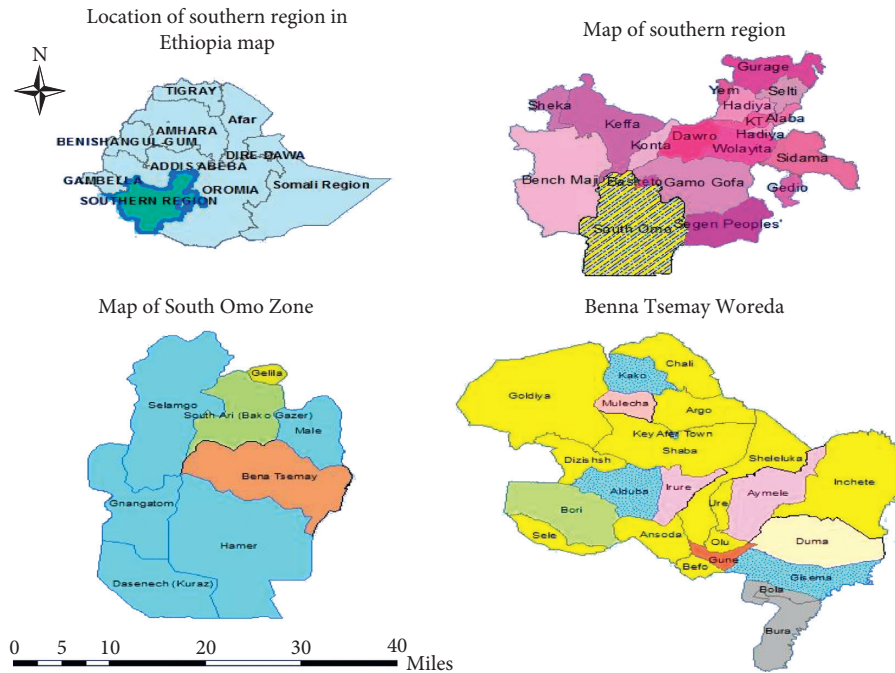 Location of southern region in
Ethiopia map
N
TIGRAY
Afar
AMHARA
BENISHANGUL-GUM
DIRE-DAWA
ADDIS ABEBA
GAMBELLA
OROMIA
Somali Region
SOUTHERN REGION
Map of southern region
Gurage
Yem
Selti
Sheka
Hadiya
Keffa
KT
Alaba
Dawro
Hadiya
Konta
Wolayita
Sidama
Bench Maji
Basketo
Gamo Gofa
Gedio
South Omo
Segen Peoples'
Map of South Omo Zone
Gelila
Selamgo
South Ari (Bako Gazer)
Male
Bena Tsemay
Gnangatom
Hamer
Dasenech (Kuraz)
0 5 10 20 30 40
Miles
Benna Tsemay Woreda
Chali
Kako
Goldiya
Mulecha
Argo
Key Afer Town
Shaba
Sheleluka
Dizishsh
Inchete
Alduba
Irure
Aymele
Ure
Bori
Sele
Ansoda
Olu
Duma
Gune
Befo
Gisema
Bola
Bura